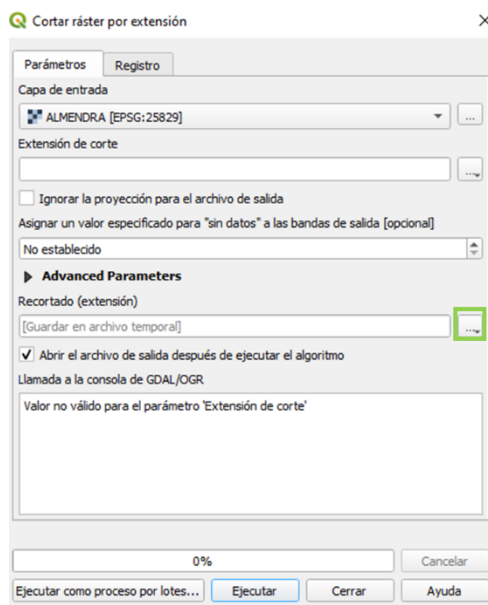 Cortar ráster por extensión
Parámetros Registro
Capa de entrada
ALMENDRA [EPSG:25829]
...
Extensión de corte
...
Ignorar la proyección para el archivo de salida
Asignar un valor especificado para "sin datos" a las bandas de salida [opcional]
No establecido
Advanced Parameters
Recortado (extensión)
[Guardar en archivo temporal]
...
Abrir el archivo de salida después de ejecutar el algoritmo
Llamada a la consola de GDAL/OGR
Valor no válido para el parámetro 'Extensión de corte'
0% Cancelar
Ejecutar como proceso por lotes... Ejecutar Cerrar Ayuda